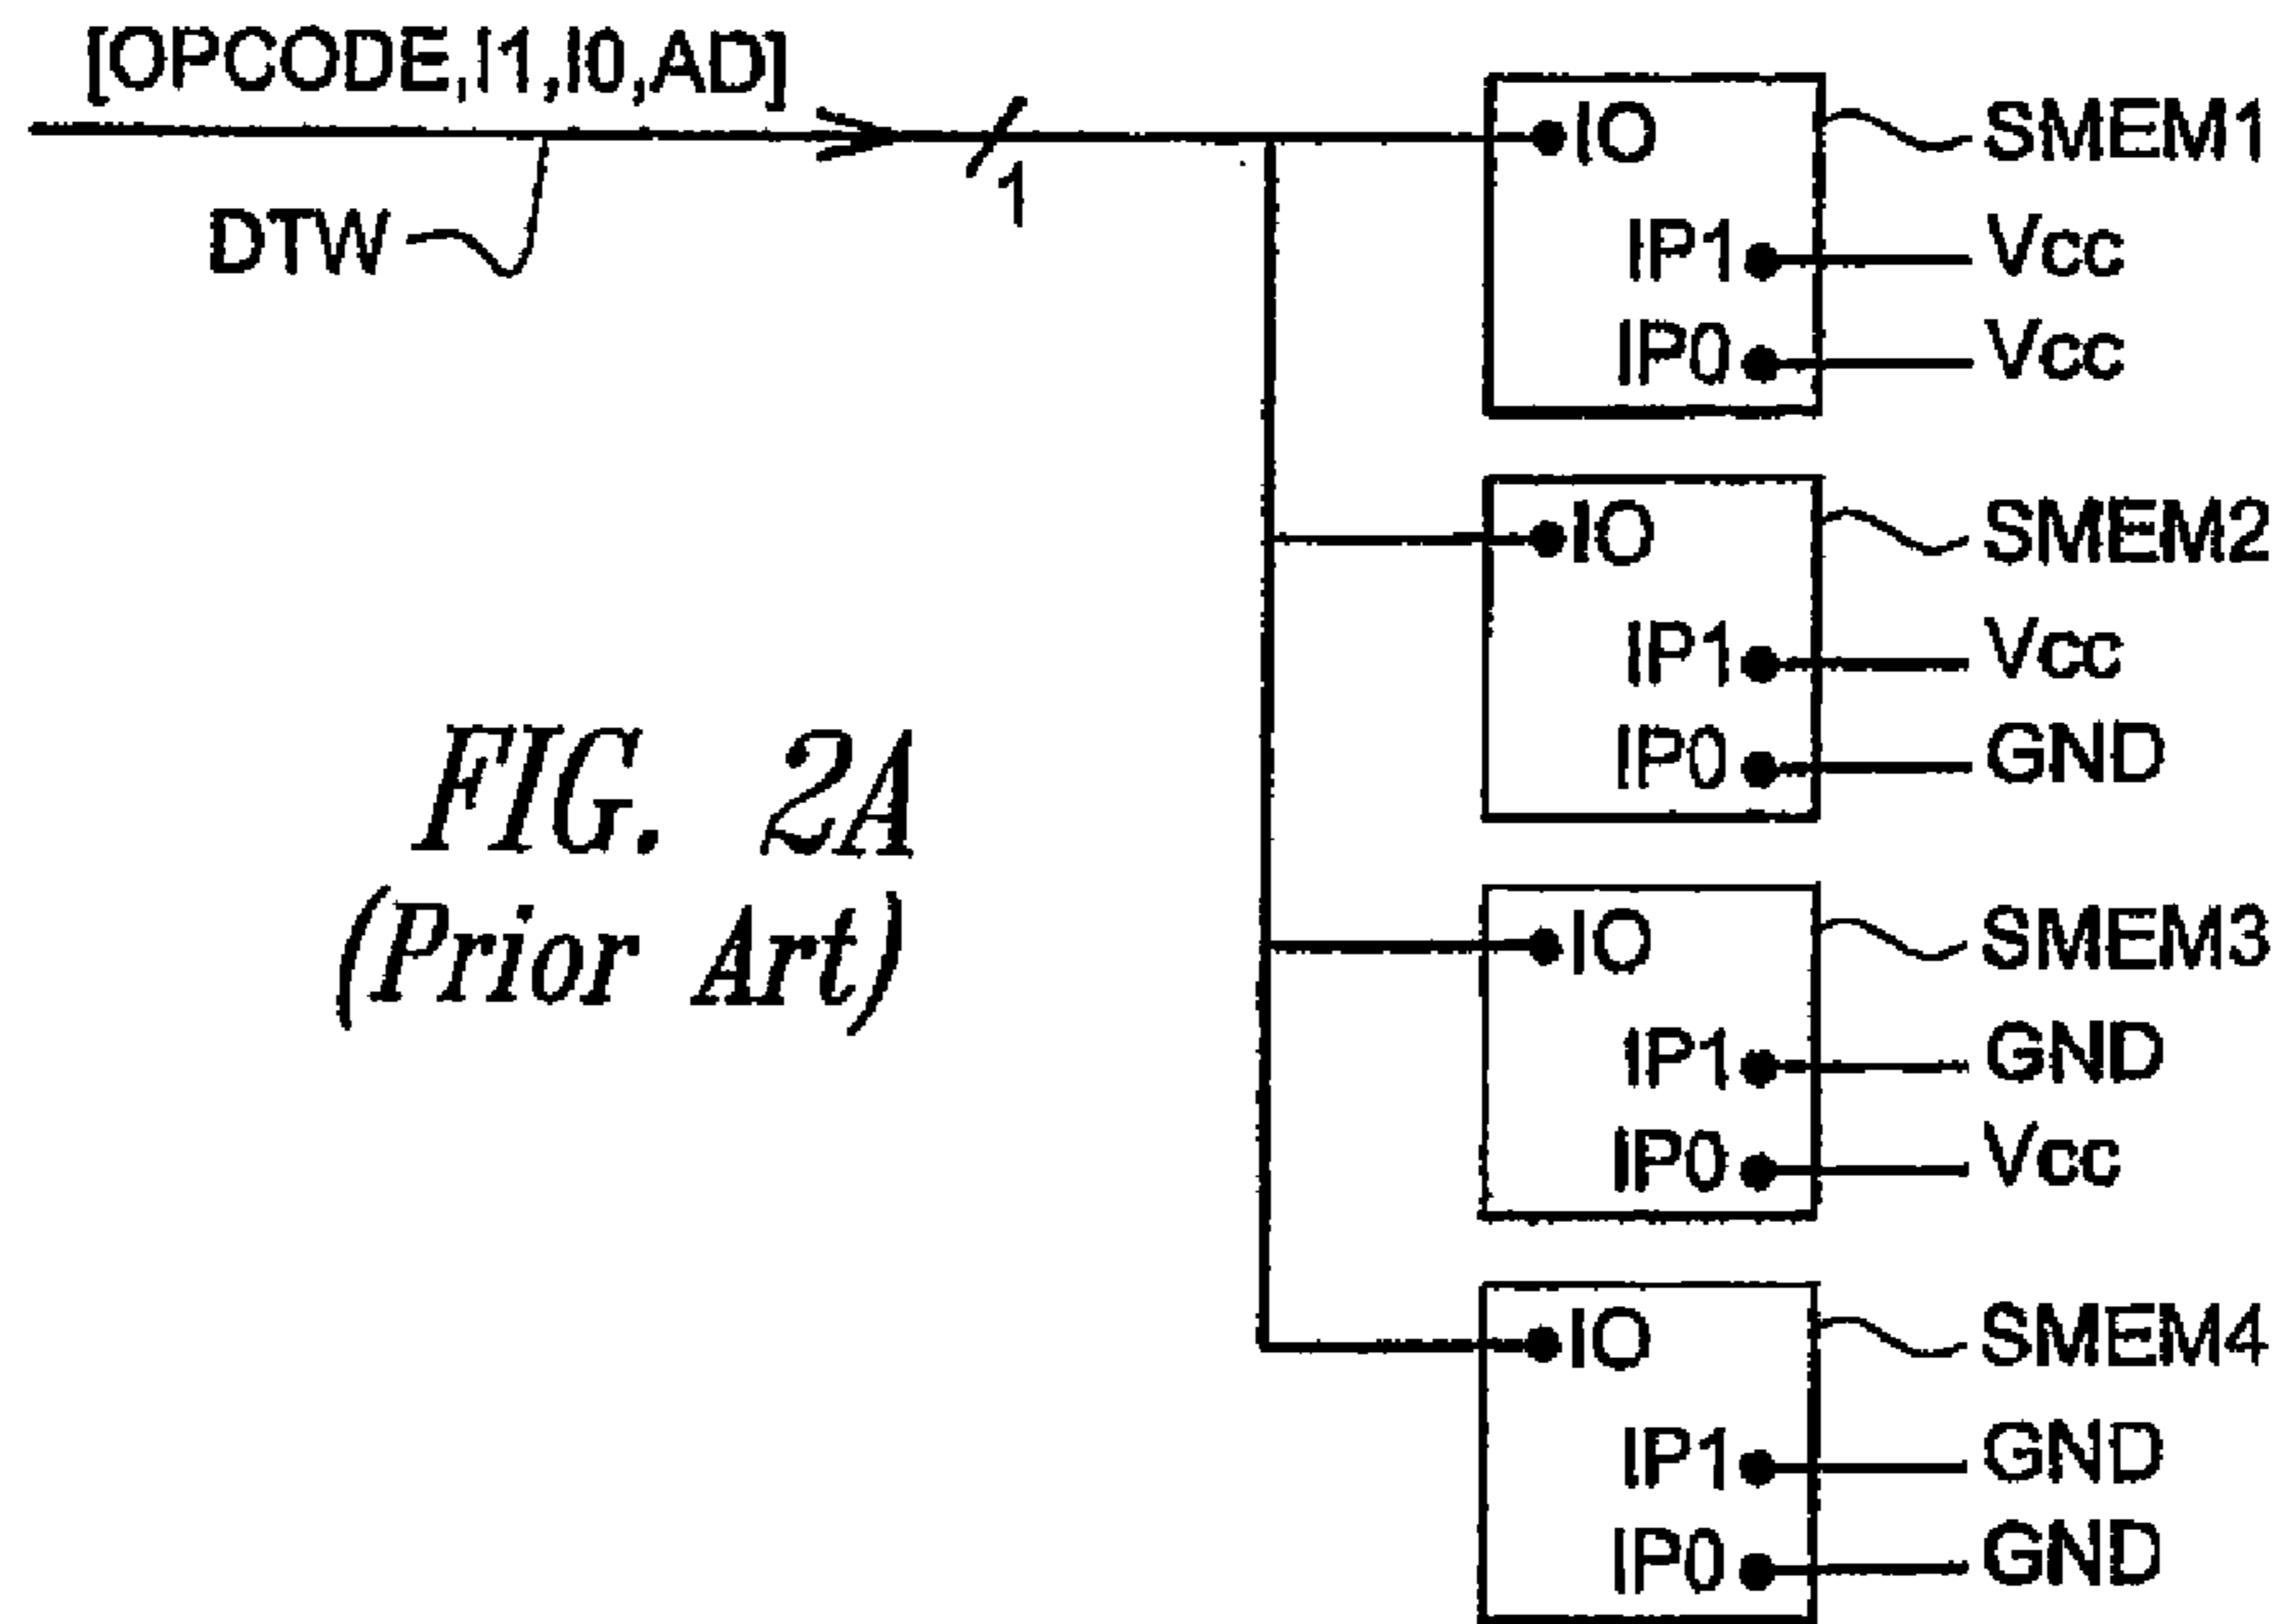 [OPCODE,I1,I0,AD]
1
DTW
IO
SMEM1
IP1
Vcc
IP0
Vcc
IO
SMEM2
IP1
Vcc
IP0
GND
FIG. 2A
(Prior Art)
IO
SMEM3
IP1
GND
IP0
Vcc
IO
SMEM4
IP1
GND
IP0
GND